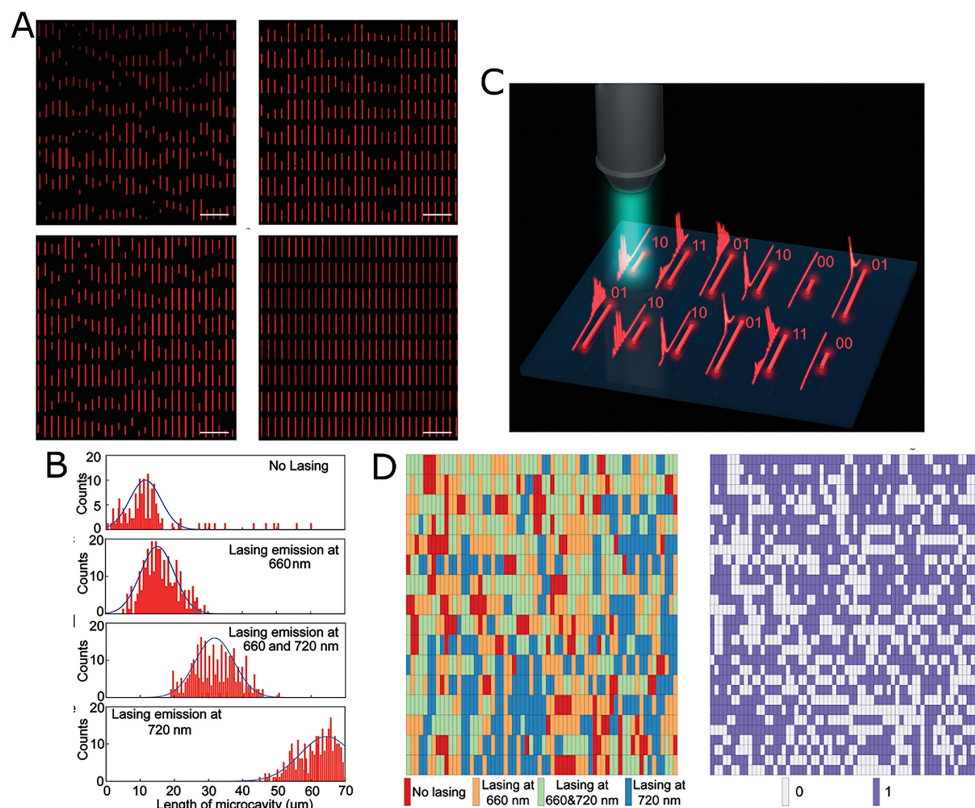 A
C
10
11
01
10
00
01
01
10
10
01
11
00
B
20
15
10
5
0
Counts
No Lasing
20
10
0
Counts
Lasing emission at
660nm
20
10
0
Counts
Lasing emission at
660 and 720 nm
20
10
0
Counts
Lasing emission at
720 nm
0 10 20 30 40 50 60 70
Length of microcavity (um)
D
No lasing
Lasing at
660 nm
Lasing at
660&720 nm
Lasing at
720 nm
0
1